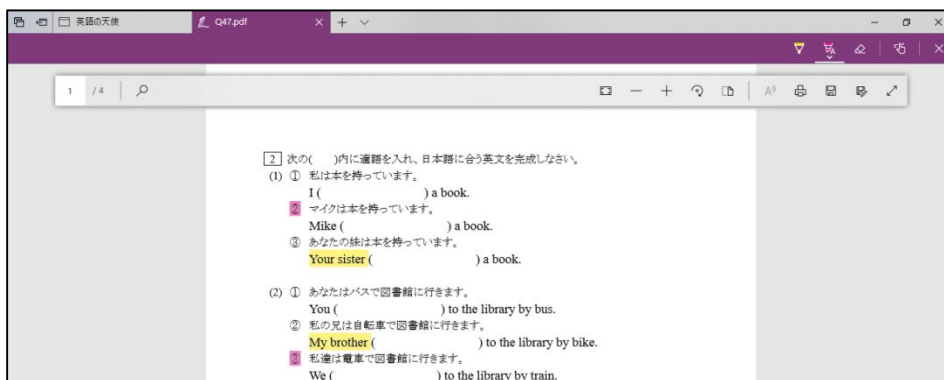 英語の天使
Q47.pdf
1 / 4
2 次の(　　)内に適語を入れ、日本語に合う英文を完成しなさい。
(1) ① 私は本を持っています。
I (　　　　　　　) a book.
② マイクは本を持っています。
Mike (　　　　　　　) a book.
③ あなたの妹は本を持っています。
Your sister (　　　　　　　) a book.
(2) ① あなたはバスで図書館に行きます。
You (　　　　　　　) to the library by bus.
② 私の兄は自転車で図書館に行きます。
My brother (　　　　　　　) to the library by bike.
③ 私達は電車で図書館に行きます。
We (　　　　　　　) to the library by train.